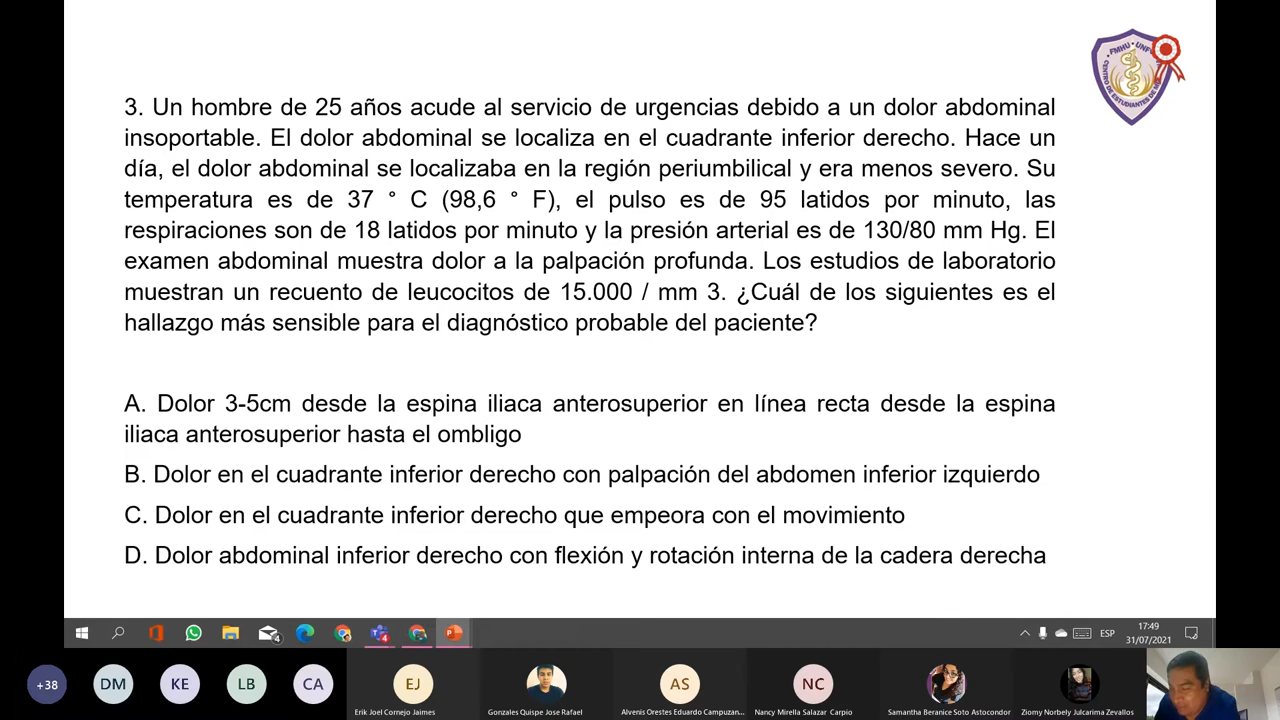 FMHU · UNFV
3. Un hombre de 25 años acude al servicio de urgencias debido a un dolor abdominal
insoportable. El dolor abdominal se localiza en el cuadrante inferior derecho. Hace un
día, el dolor abdominal se localizaba en la región periumbilical y era menos severo. Su
temperatura es de 37 ° C (98,6 ° F), el pulso es de 95 latidos por minuto, las
respiraciones son de 18 latidos por minuto y la presión arterial es de 130/80 mm Hg. El
examen abdominal muestra dolor a la palpación profunda. Los estudios de laboratorio
muestran un recuento de leucocitos de 15.000 / mm 3. ¿Cuál de los siguientes es el
hallazgo más sensible para el diagnóstico probable del paciente?
A. Dolor 3-5cm desde la espina iliaca anterosuperior en línea recta desde la espina
iliaca anterosuperior hasta el ombligo
B. Dolor en el cuadrante inferior derecho con palpación del abdomen inferior izquierdo
C. Dolor en el cuadrante inferior derecho que empeora con el movimiento
D. Dolor abdominal inferior derecho con flexión y rotación interna de la cadera derecha
4
4
ESP
17:49
31/07/2021
+38
DM
KE
LB
CA
EJ
AS
NC
Erik Joel Cornejo Jaimes
Gonzales Quispe Jose Rafael
Alvenis Orestes Eduardo Campuzan...
Nancy Mirella Salazar Carpio
Samantha Beranice Soto Astocondor
Ziomy Norbely Julcarima Zevallos